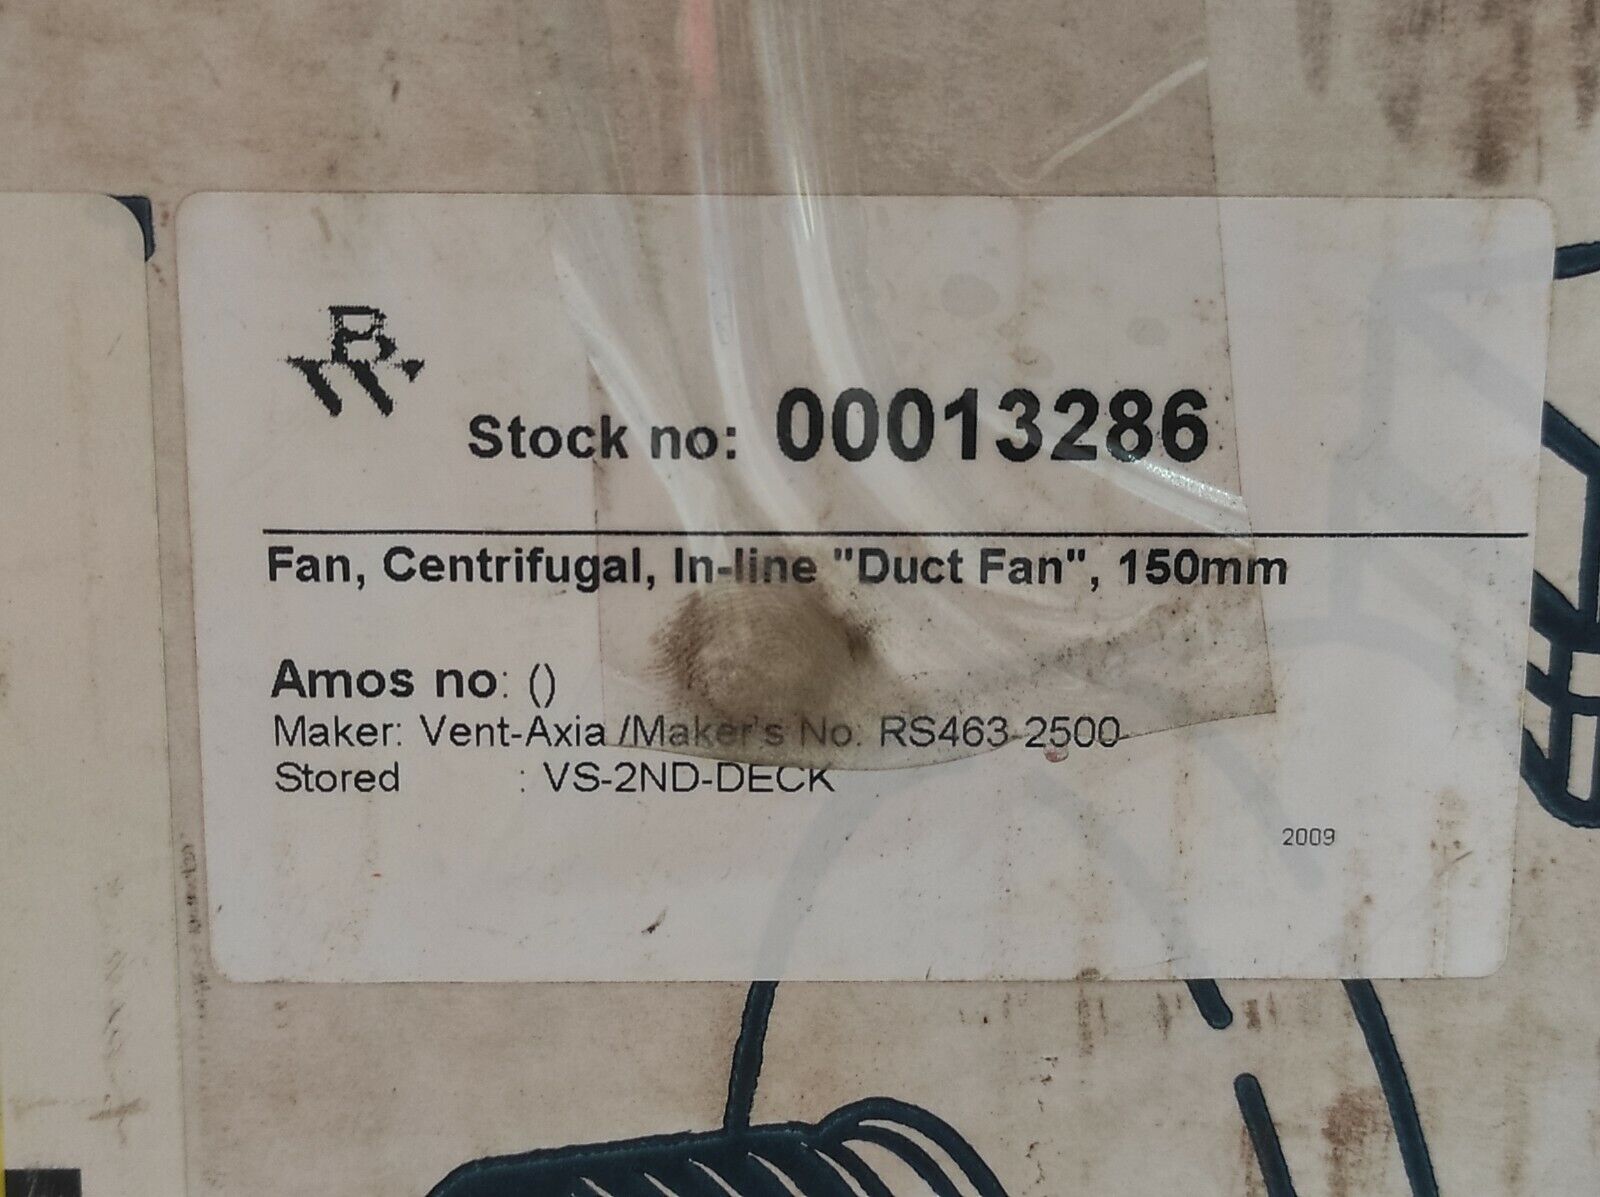 Stock no: 00013286
Fan, Centrifugal, In-line "Duct Fan", 150mm
Amos no: ()
Maker: Vent-Axia /Maker's No: RS463-2500
Stored : VS-2ND-DECK
2009